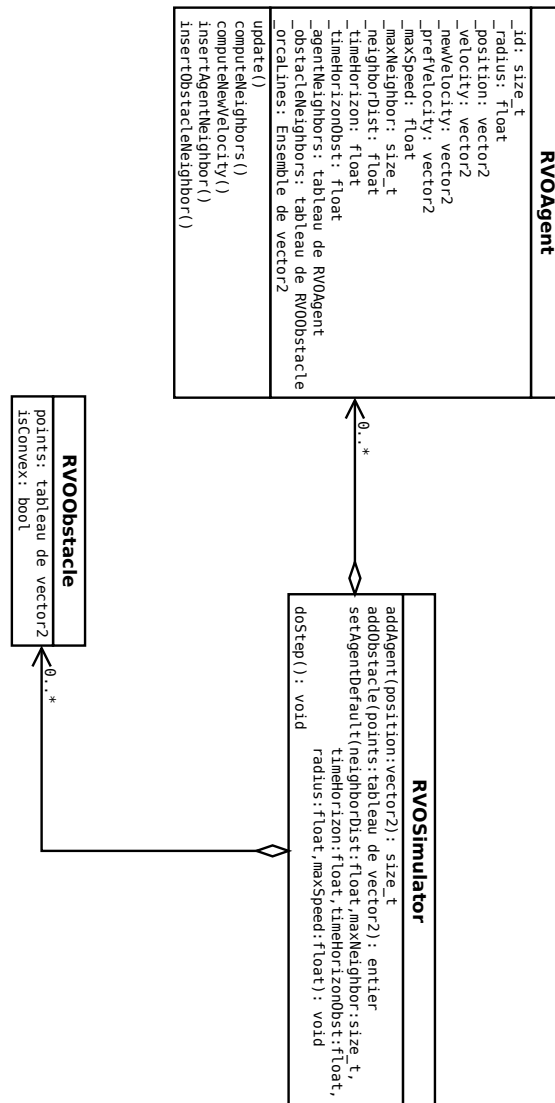 RVOAgent
_id: size_t
_radius: float
_position: vector2
_velocity: vector2
_newVelocity: vector2
_prefVelocity: vector2
_maxSpeed: float
_maxNeighbor: size_t
_neighborDist: float
_timeHorizon: float
_timeHorizonObst: float
_agentNeighbors: tableau de RVOAgent
_obstacleNeighbors: tableau de RVOObstacle
_orcaLines: Ensemble de vector2
update()
computeNeighbors()
computeNewVelocity()
insertAgentNeighbor()
insertObstacleNeighbor()
0..*
RVOSimulator
addAgent(position:vector2): size_t
addObstacle(points:tableau de vector2): entier
setAgentDefault(neighborDist:float,maxNeighbor:size_t,
timeHorizon:float,timeHorizonObst:float,
radius:float,maxSpeed:float): void
doStep(): void
RVOObstacle
points: tableau de vector2
isConvex: bool
0..*